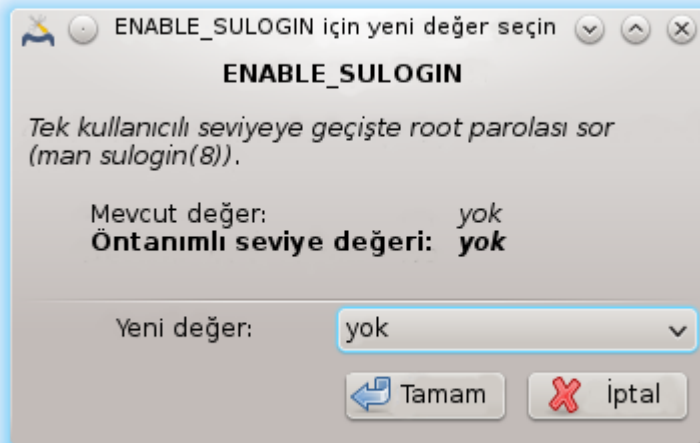 ENABLE_SULOGIN için yeni değer seçin
ENABLE_SULOGIN
Tek kullanıcılı seviyeye geçişte root parolası sor
(man sulogin(8)).
Mevcut değer: yok
Öntanımlı seviye değeri: yok
Yeni değer: yok
Tamam İptal